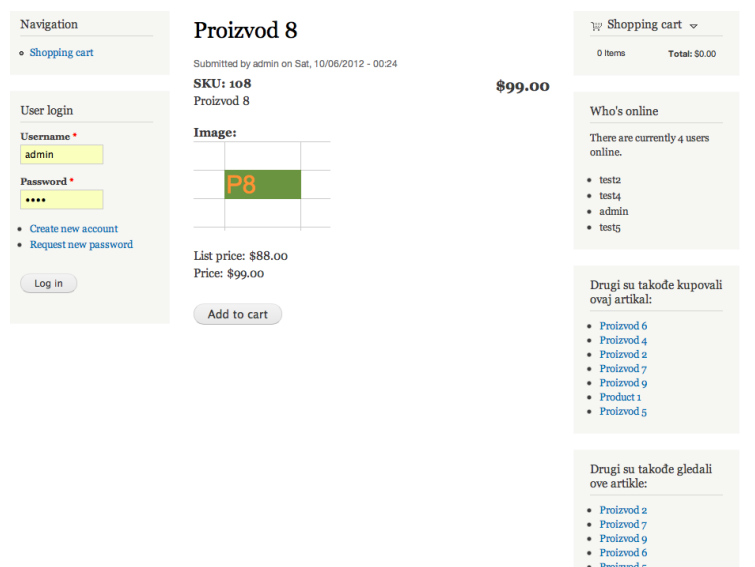 Navigation
Shopping cart
User login
Username *
admin
Password *
••••
Create new account
Request new password
Log in
Proizvod 8
Submitted by admin on Sat, 10/06/2012 - 00:24
SKU: 108
$99.00
Proizvod 8
Image:
P8
List price: $88.00
Price: $99.00
Add to cart
Shopping cart
0 Items Total: $0.00
Who's online
There are currently 4 users
online.
test2
test4
admin
test5
Drugi su takođe kupovali
ovaj artikal:
Proizvod 6
Proizvod 4
Proizvod 2
Proizvod 7
Proizvod 9
Product 1
Proizvod 5
Drugi su takođe gledali
ove artikle:
Proizvod 2
Proizvod 7
Proizvod 9
Proizvod 6
Proizvod 5